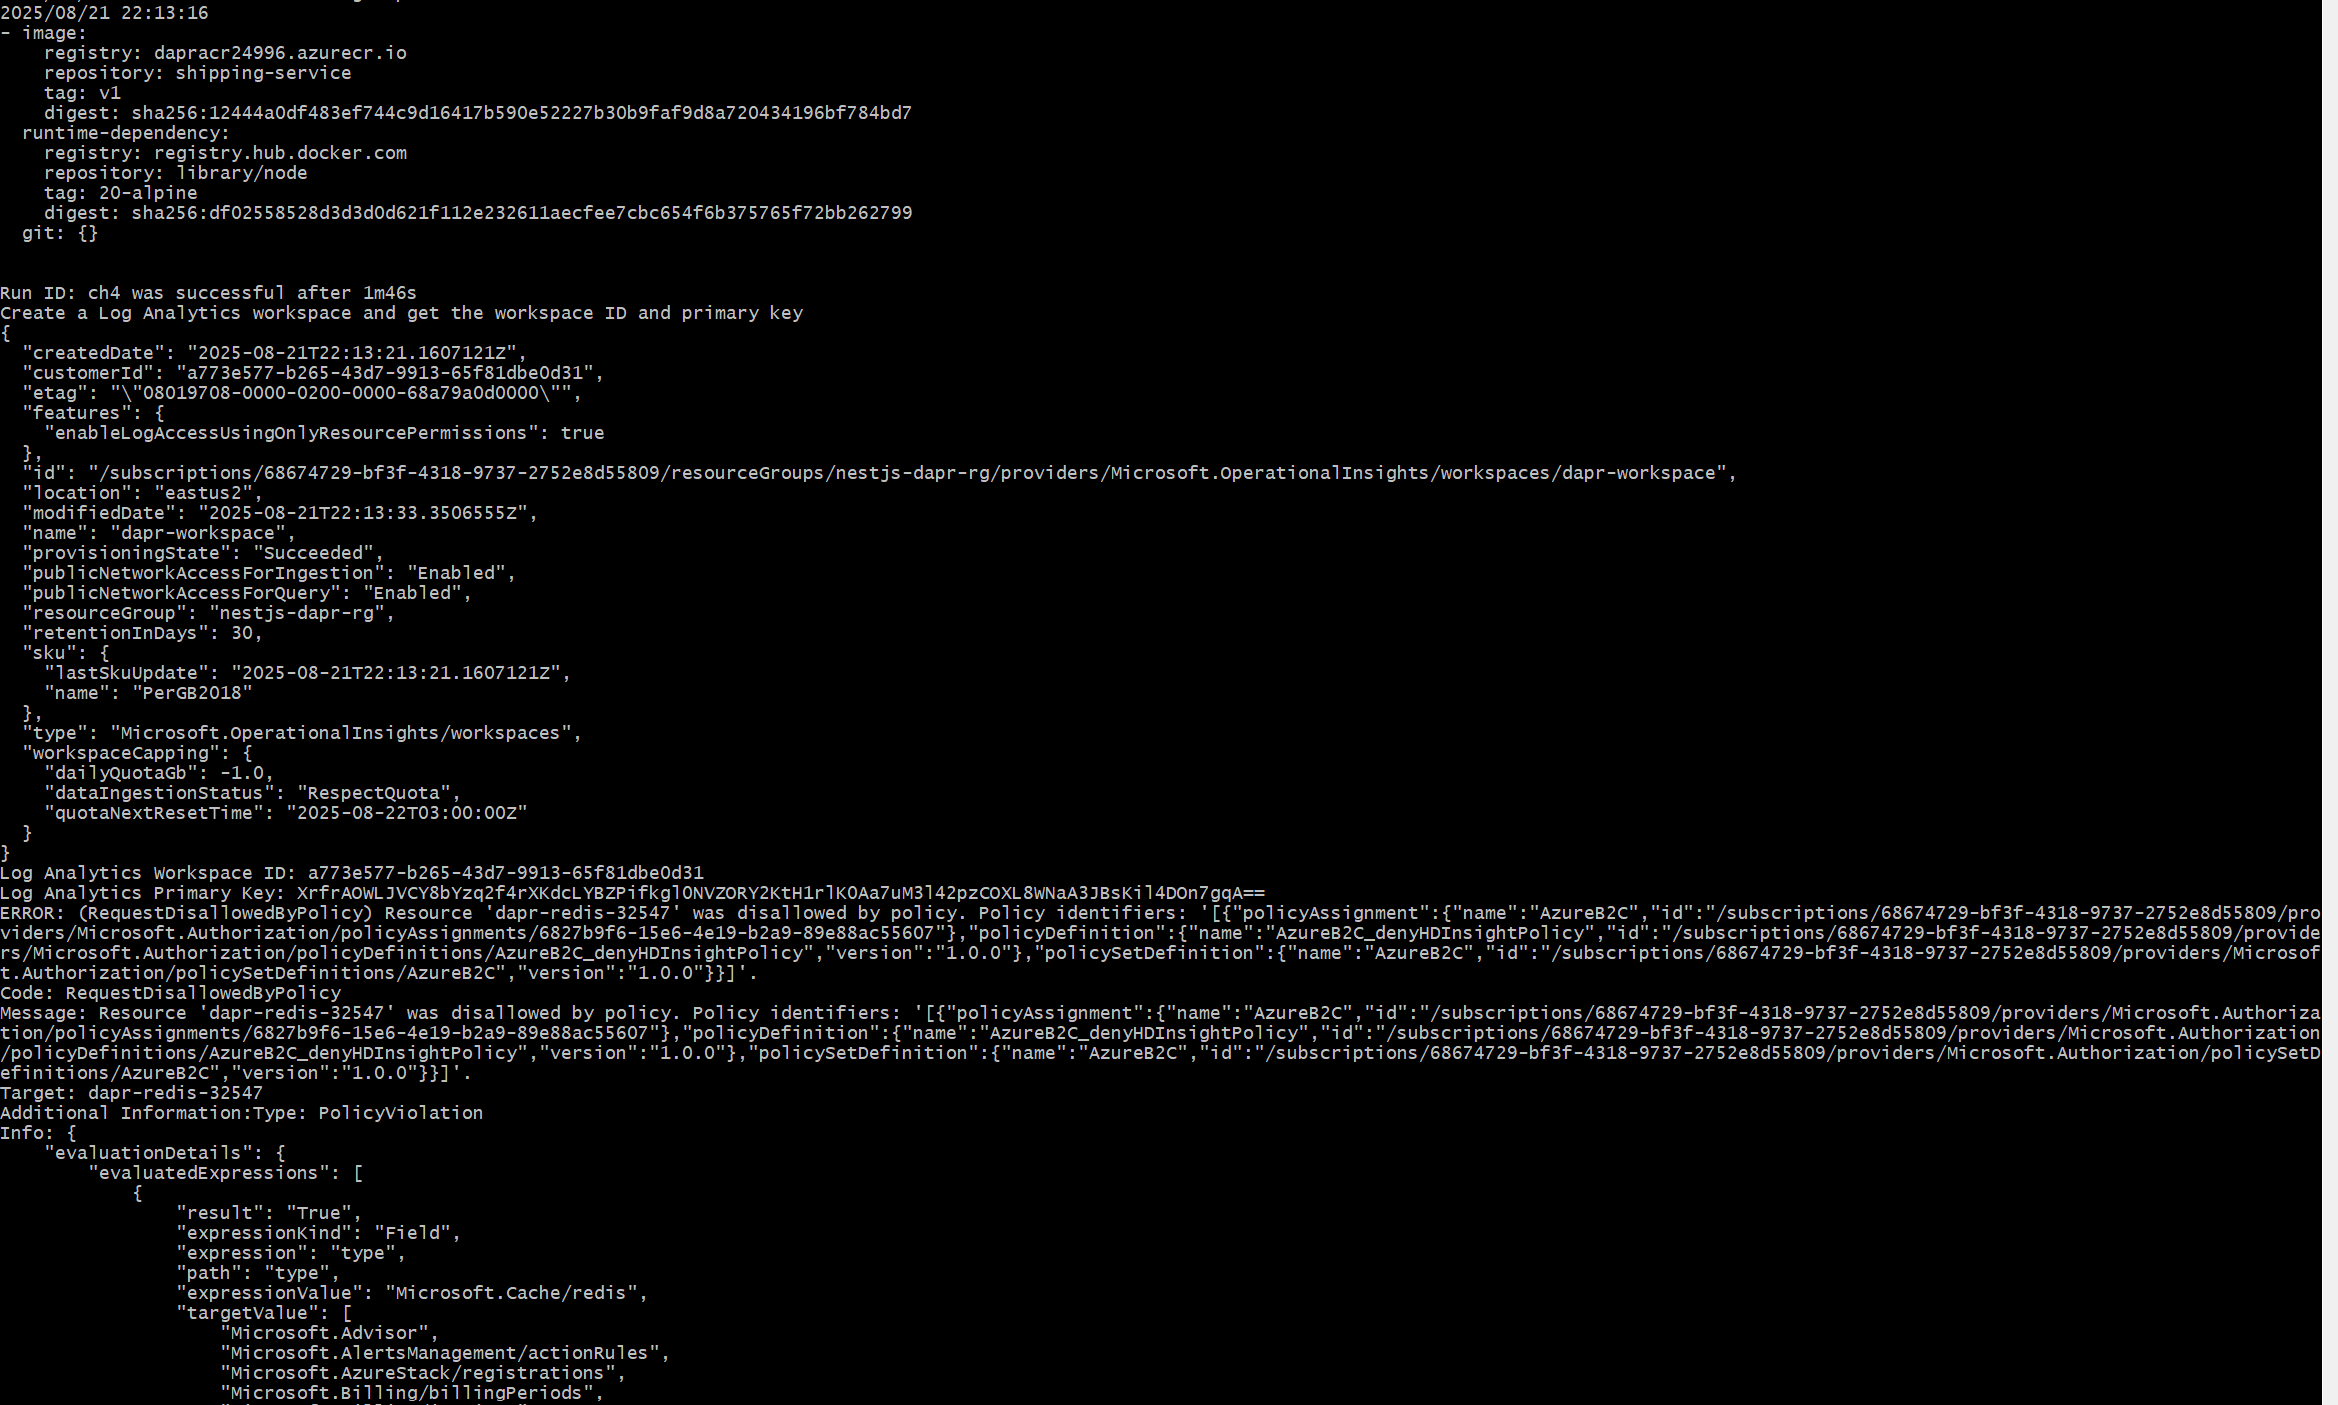 2025/08/21 22:13:16
- image:
    registry: dapracr24996.azurecr.io
    repository: shipping-service
    tag: v1
    digest: sha256:12444a0df483ef744c9d16417b590e52227b30b9faf9d8a720434196bf784bd7
  runtime-dependency:
    registry: registry.hub.docker.com
    repository: library/node
    tag: 20-alpine
    digest: sha256:df02558528d3d3d0d621f112e232611aecfee7cbc654f6b375765f72bb262799
  git: {}
Run ID: ch4 was successful after 1m46s
Create a Log Analytics workspace and get the workspace ID and primary key
{
  "createdDate": "2025-08-21T22:13:21.1607121Z",
  "customerId": "a773e577-b265-43d7-9913-65f81dbe0d31",
  "etag": "\"08019708-0000-0200-0000-68a79a0d0000\"",
  "features": {
    "enableLogAccessUsingOnlyResourcePermissions": true
  },
  "id": "/subscriptions/68674729-bf3f-4318-9737-2752e8d55809/resourceGroups/nestjs-dapr-rg/providers/Microsoft.OperationalInsights/workspaces/dapr-workspace",
  "location": "eastus2",
  "modifiedDate": "2025-08-21T22:13:33.3506555Z",
  "name": "dapr-workspace",
  "provisioningState": "Succeeded",
  "publicNetworkAccessForIngestion": "Enabled",
  "publicNetworkAccessForQuery": "Enabled",
  "resourceGroup": "nestjs-dapr-rg",
  "retentionInDays": 30,
  "sku": {
    "lastSkuUpdate": "2025-08-21T22:13:21.1607121Z",
    "name": "PerGB2018"
  },
  "type": "Microsoft.OperationalInsights/workspaces",
  "workspaceCapping": {
    "dailyQuotaGb": -1.0,
    "dataIngestionStatus": "RespectQuota",
    "quotaNextResetTime": "2025-08-22T03:00:00Z"
  }
}
Log Analytics Workspace ID: a773e577-b265-43d7-9913-65f81dbe0d31
Log Analytics Primary Key: XrfrAOWLJVCY8bYzq2f4rXKdcLYBZPifkgl0NVZORY2KtH1rlK0Aa7uM3l42pzCOXL8WNaA3JBsKil4DOn7gqA==
ERROR: (RequestDisallowedByPolicy) Resource 'dapr-redis-32547' was disallowed by policy. Policy identifiers: '[{"policyAssignment":{"name":"AzureB2C","id":"/subscriptions/68674729-bf3f-4318-9737-2752e8d55809/pro
viders/Microsoft.Authorization/policyAssignments/6827b9f6-15e6-4e19-b2a9-89e88ac55607"},"policyDefinition":{"name":"AzureB2C_denyHDInsightPolicy","id":"/subscriptions/68674729-bf3f-4318-9737-2752e8d55809/provide
rs/Microsoft.Authorization/policyDefinitions/AzureB2C_denyHDInsightPolicy","version":"1.0.0"},"policySetDefinition":{"name":"AzureB2C","id":"/subscriptions/68674729-bf3f-4318-9737-2752e8d55809/providers/Microsof
t.Authorization/policySetDefinitions/AzureB2C","version":"1.0.0"}}]'.
Code: RequestDisallowedByPolicy
Message: Resource 'dapr-redis-32547' was disallowed by policy. Policy identifiers: '[{"policyAssignment":{"name":"AzureB2C","id":"/subscriptions/68674729-bf3f-4318-9737-2752e8d55809/providers/Microsoft.Authoriza
tion/policyAssignments/6827b9f6-15e6-4e19-b2a9-89e88ac55607"},"policyDefinition":{"name":"AzureB2C_denyHDInsightPolicy","id":"/subscriptions/68674729-bf3f-4318-9737-2752e8d55809/providers/Microsoft.Authorization
/policyDefinitions/AzureB2C_denyHDInsightPolicy","version":"1.0.0"},"policySetDefinition":{"name":"AzureB2C","id":"/subscriptions/68674729-bf3f-4318-9737-2752e8d55809/providers/Microsoft.Authorization/policySetD
efinitions/AzureB2C","version":"1.0.0"}}]'.
Target: dapr-redis-32547
Additional Information:Type: PolicyViolation
Info: {
    "evaluationDetails": {
        "evaluatedExpressions": [
            {
                "result": "True",
                "expressionKind": "Field",
                "expression": "type",
                "path": "type",
                "expressionValue": "Microsoft.Cache/redis",
                "targetValue": [
                    "Microsoft.Advisor",
                    "Microsoft.AlertsManagement/actionRules",
                    "Microsoft.AzureStack/registrations",
                    "Microsoft.Billing/billingPeriods",